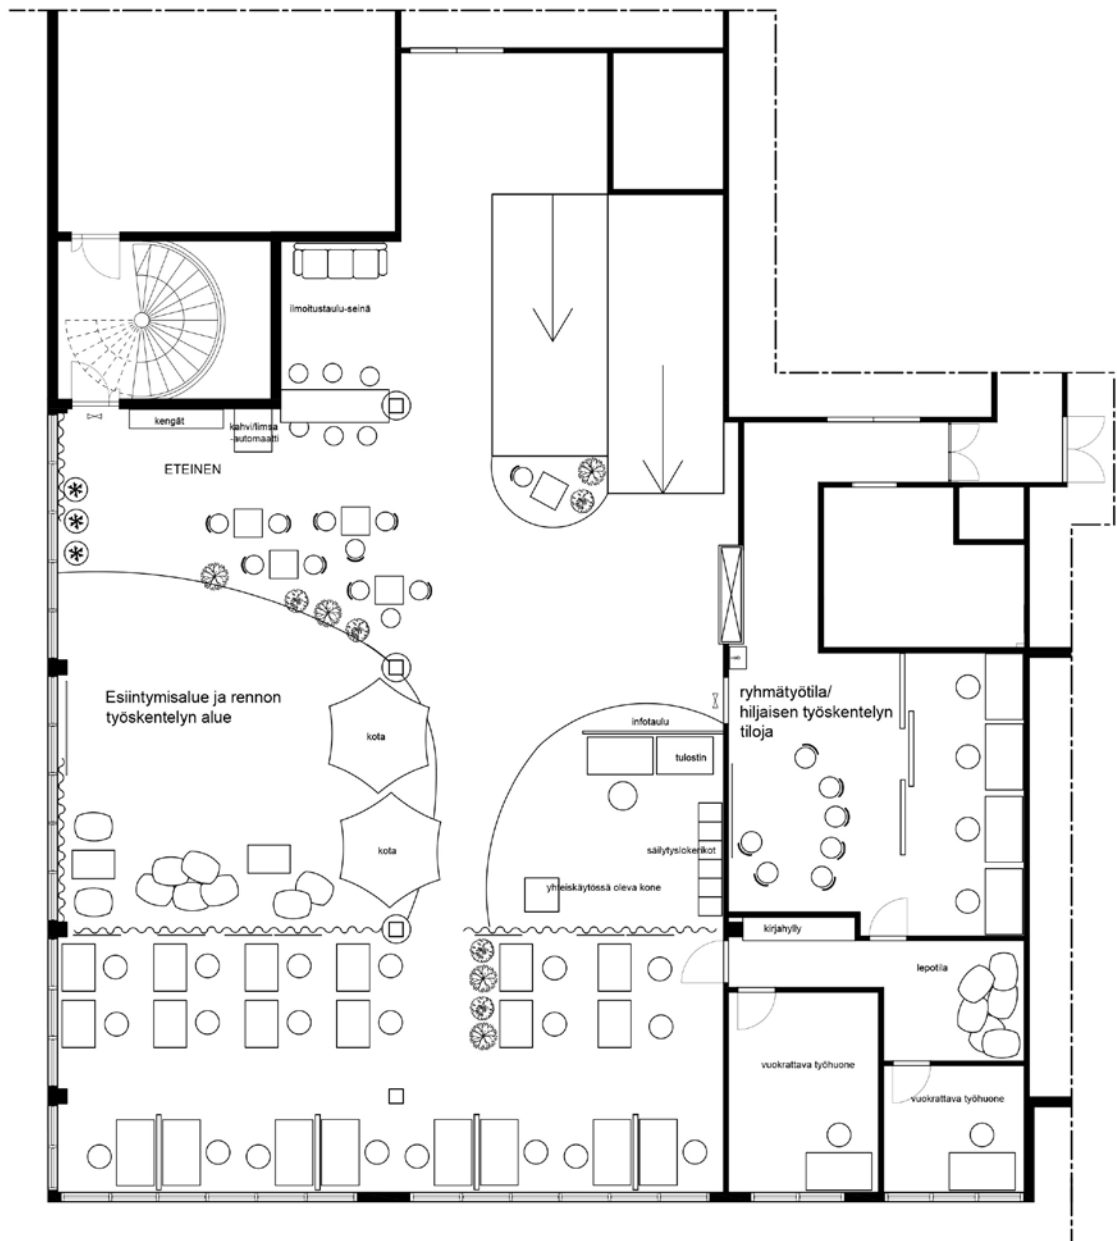 ilmoitustaulu-seinä
kengät
kahvi/limsa
-automaatti
ETEINEN
Esiintymisalue ja rennon
työskentelyn alue
kota
kota
infotaulu
tulostin
säilytyslokerikot
yhteiskäytössä oleva kone
ryhmätyötila/
hiljaisen työskentelyn
tiloja
kirjahylly
lepotila
vuokrattava työhuone
vuokrattava työhuone